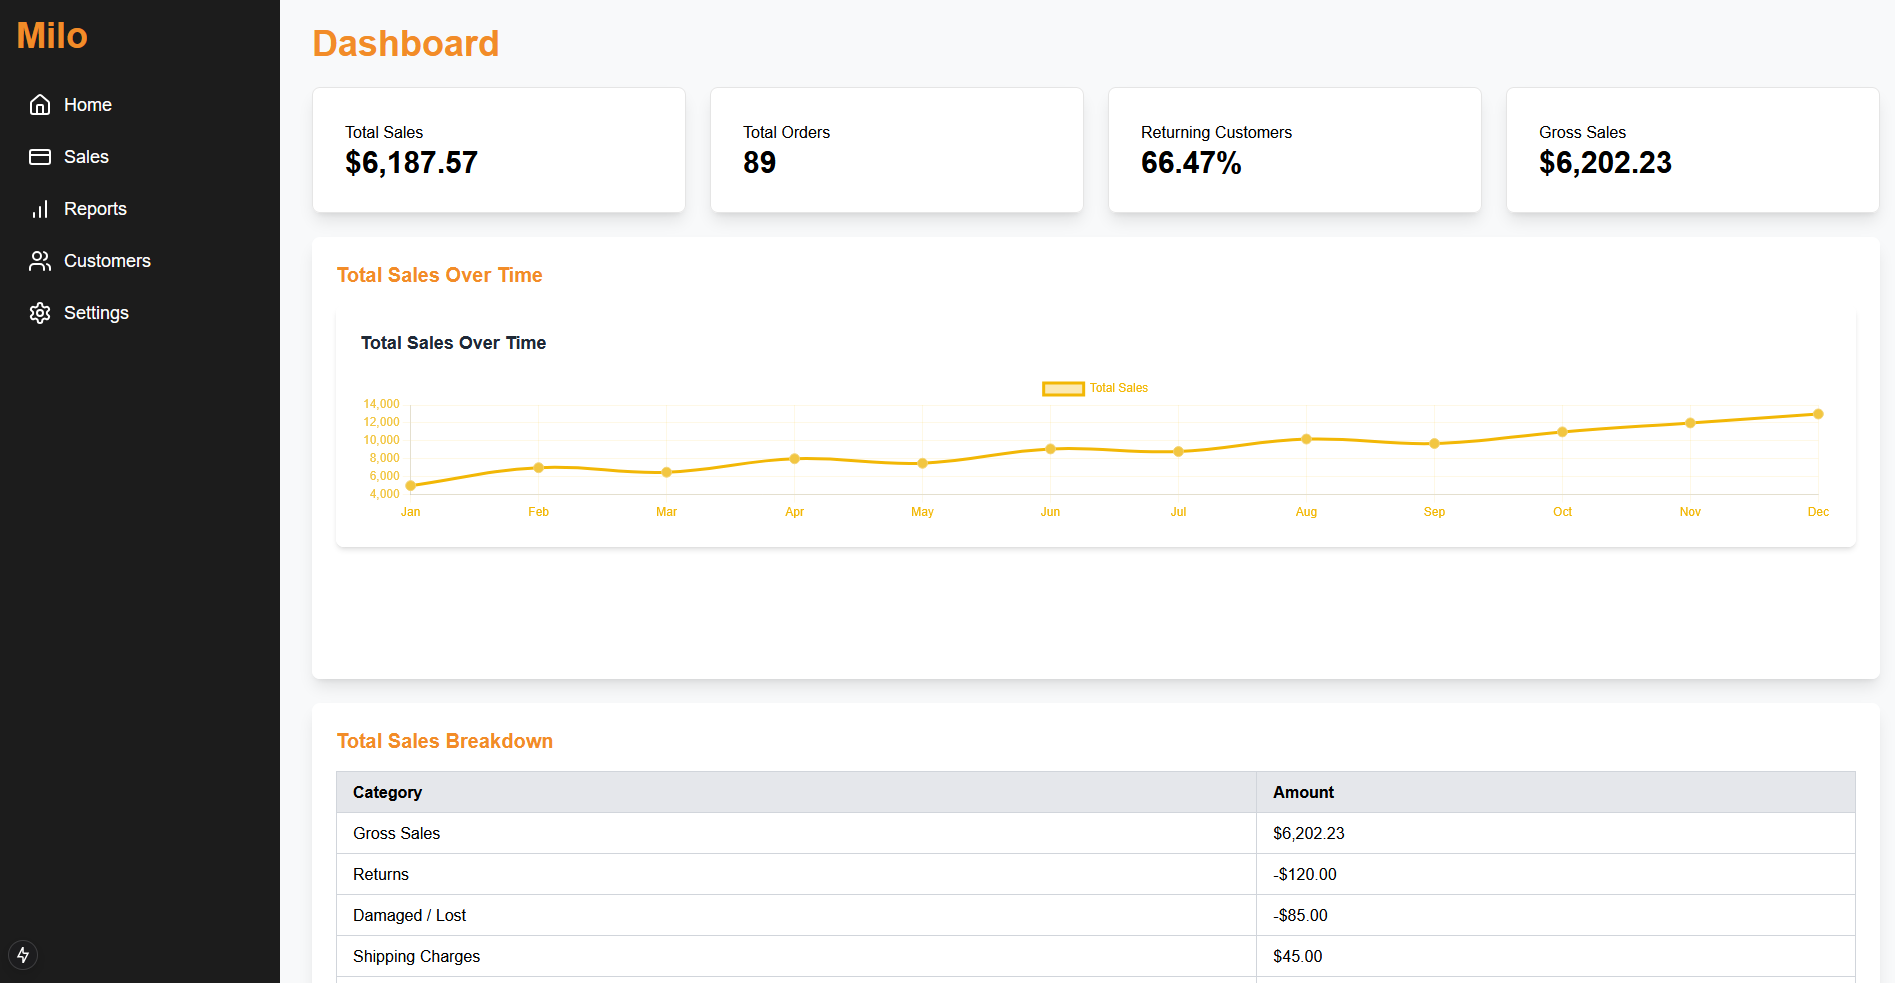 Milo
Home
Sales
Reports
Customers
Settings
Dashboard
Total Sales
$6,187.57
Total Orders
89
Returning Customers
66.47%
Gross Sales
$6,202.23
Total Sales Over Time
Total Sales Over Time
Total Sales
14,000
12,000
10,000
8,000
6,000
4,000
Jan Feb Mar Apr May Jun Jul Aug Sep Oct Nov Dec
Total Sales Breakdown
Category Amount
Gross Sales $6,202.23
Returns -$120.00
Damaged / Lost -$85.00
Shipping Charges $45.00